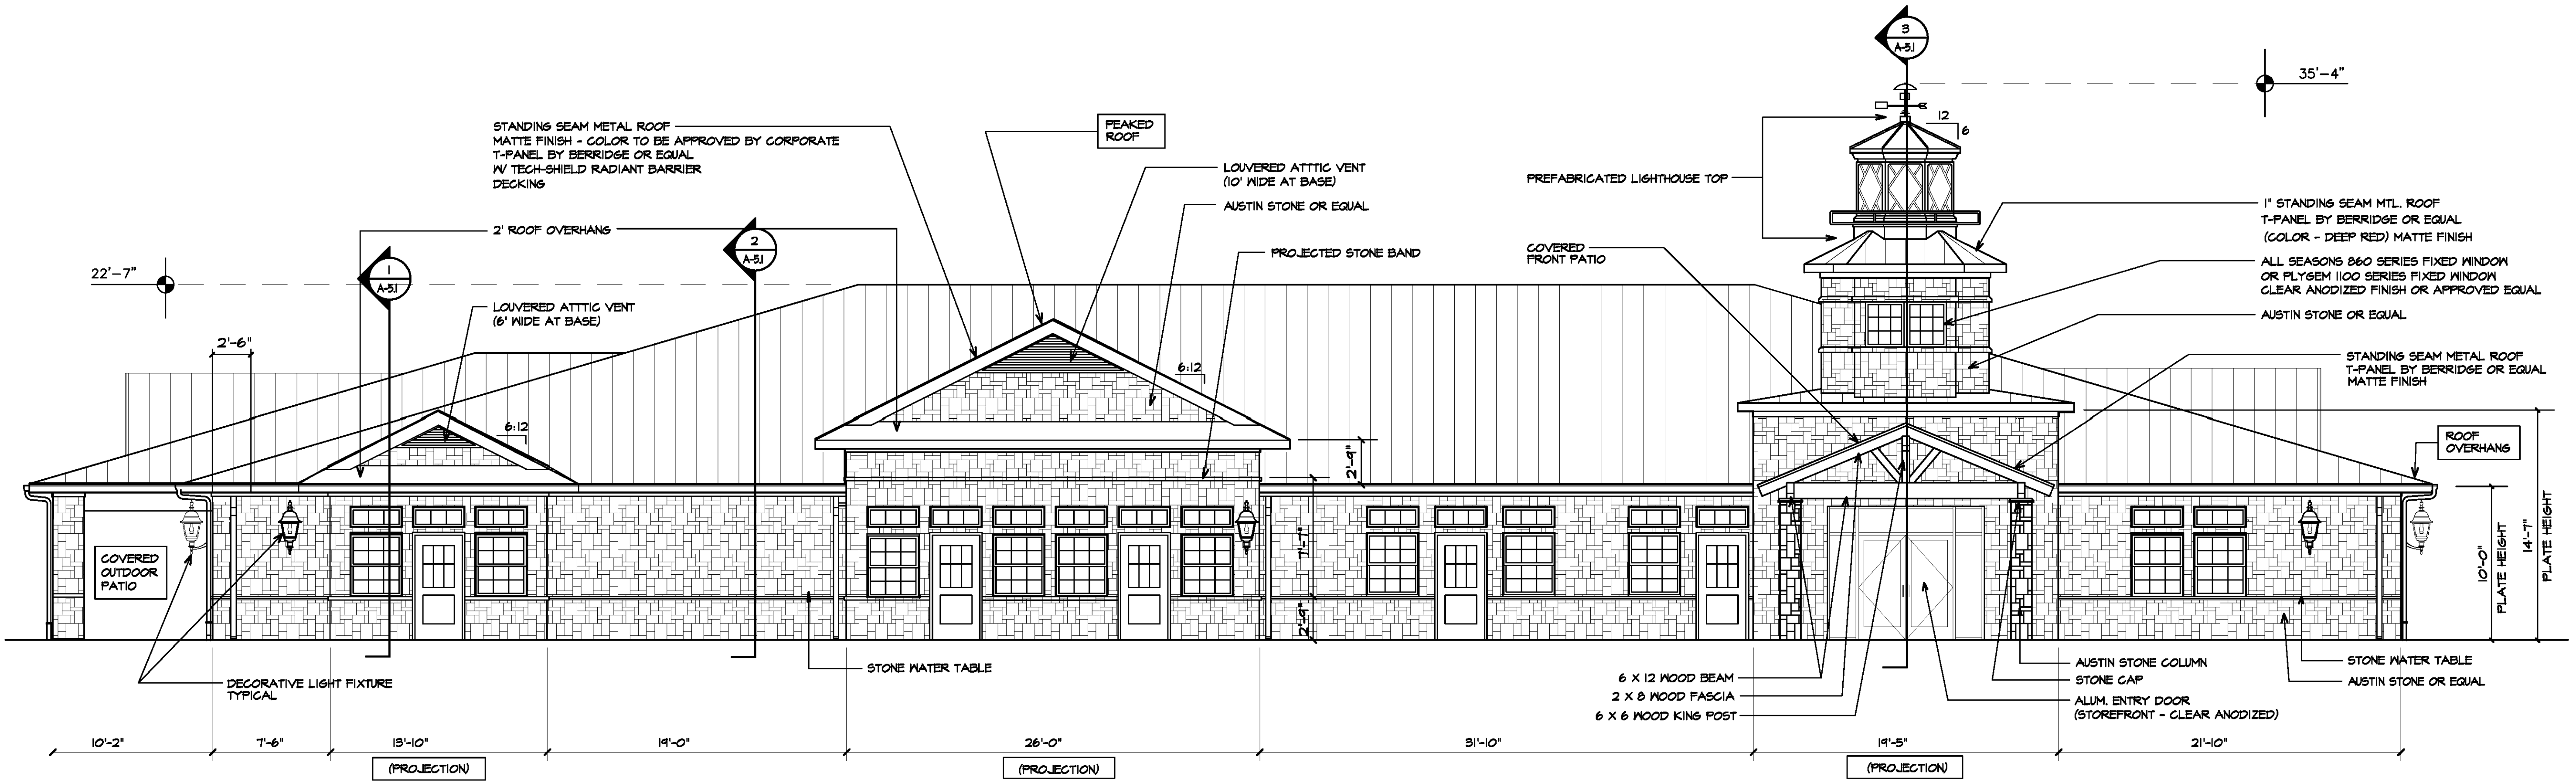 3
A-5.1
35'-4"
STANDING SEAM METAL ROOF
MATTE FINISH - COLOR TO BE APPROVED BY CORPORATE
T-PANEL BY BERRIDGE OR EQUAL
W/ TECH-SHIELD RADIANT BARRIER
DECKING
PEAKED
ROOF
LOUVERED ATTTIC VENT
(10' WIDE AT BASE)
AUSTIN STONE OR EQUAL
12
6
PREFABRICATED LIGHTHOUSE TOP
1" STANDING SEAM MTL. ROOF
T-PANEL BY BERRIDGE OR EQUAL
(COLOR - DEEP RED) MATTE FINISH
2' ROOF OVERHANG
2
A-5.1
PROJECTED STONE BAND
COVERED
FRONT PATIO
ALL SEASONS 860 SERIES FIXED WINDOW
OR PLYGEM 1100 SERIES FIXED WINDOW
CLEAR ANODIZED FINISH OR APPROVED EQUAL
22'-7"
1
A-5.1
LOUVERED ATTTIC VENT
(6' WIDE AT BASE)
AUSTIN STONE OR EQUAL
2'-6"
6:12
STANDING SEAM METAL ROOF
T-PANEL BY BERRIDGE OR EQUAL
MATTE FINISH
6:12
ROOF
OVERHANG
2'-9"
7'-7"
2'-9"
10'-0"
PLATE HEIGHT
14'-7"
PLATE HEIGHT
COVERED
OUTDOOR
PATIO
DECORATIVE LIGHT FIXTURE
TYPICAL
STONE WATER TABLE
6 X 12 WOOD BEAM
2 X 8 WOOD FASCIA
6 X 6 WOOD KING POST
AUSTIN STONE COLUMN
STONE CAP
ALUM. ENTRY DOOR
(STOREFRONT - CLEAR ANODIZED)
STONE WATER TABLE
AUSTIN STONE OR EQUAL
10'-2"
7'-6"
13'-10"
19'-0"
26'-0"
31'-10"
19'-5"
21'-10"
(PROJECTION)
(PROJECTION)
(PROJECTION)